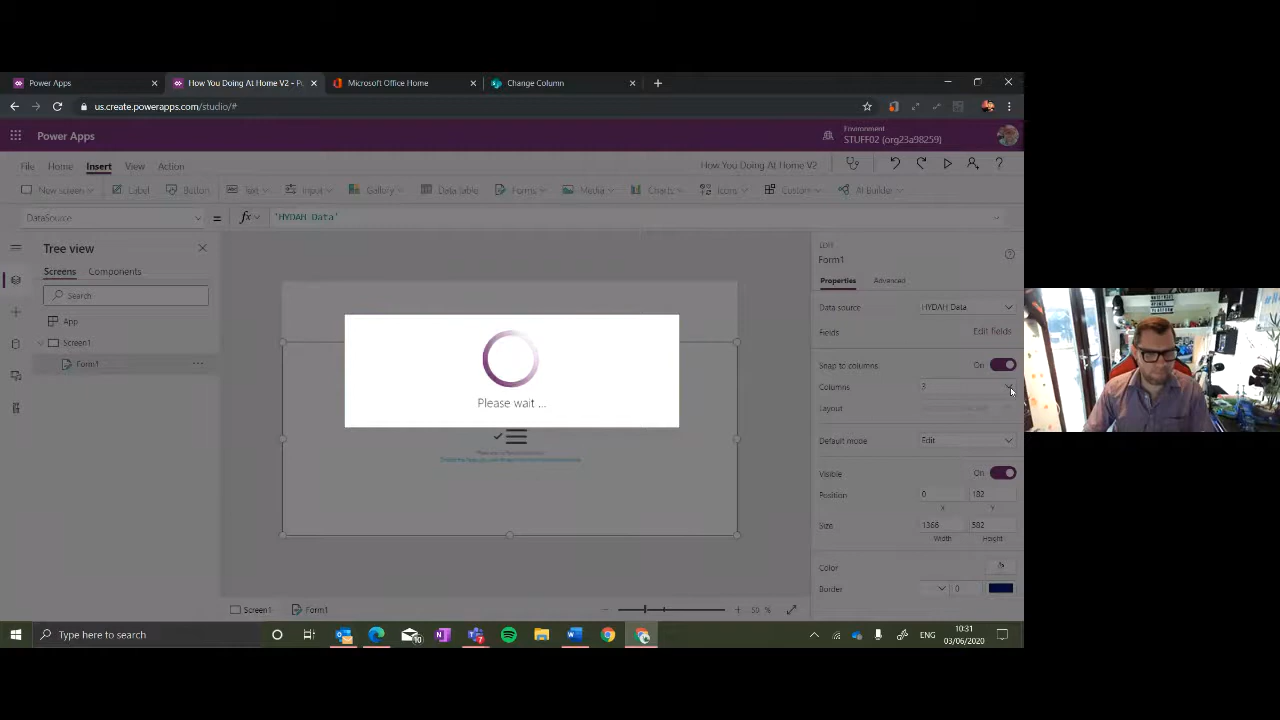 Power Apps
How You Doing At Home V2 - Po
Microsoft Office Home
Change Column
us.create.powerapps.com/studio/#
Power Apps
Environment
STUFF02 (org23a98259)
File
Home
Insert
View
Action
How You Doing At Home V2
New screen
Label
Button
Text
Input
Gallery
Data table
Forms
Media
Charts
Icons
Custom
AI Builder
DataSource
=
fx
'HYDAH Data'
Tree view
Screens
Components
Search
App
Screen1
Form1
Please wait ...
EDIT
Form1
Properties
Advanced
Data source
HYDAH Data
Fields
Edit fields
Snap to columns
On
Columns
3
Layout
Default mode
Edit
Visible
On
Position
0
182
X
Y
Size
1366
582
Width
Height
Color
Border
0
Screen1
Form1
50 %
Type here to search
ENG
10:31
03/06/2020